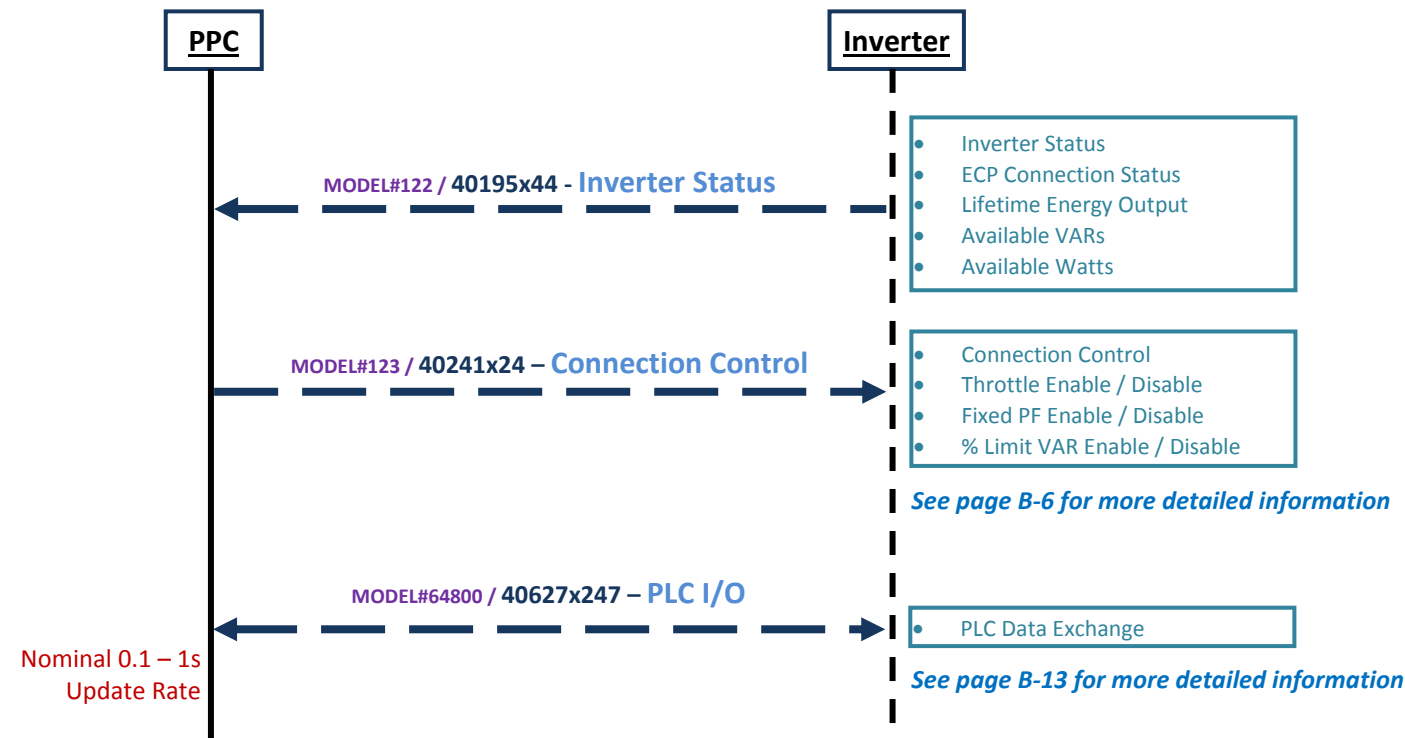 PPC
Inverter
MODEL#122 / 40195x44 - Inverter Status
• Inverter Status
• ECP Connection Status
• Lifetime Energy Output
• Available VARs
• Available Watts
MODEL#123 / 40241x24 – Connection Control
• Connection Control
• Throttle Enable / Disable
• Fixed PF Enable / Disable
• % Limit VAR Enable / Disable
See page B-6 for more detailed information
MODEL#64800 / 40627x247 – PLC I/O
• PLC Data Exchange
Nominal 0.1 – 1s
Update Rate
See page B-13 for more detailed information